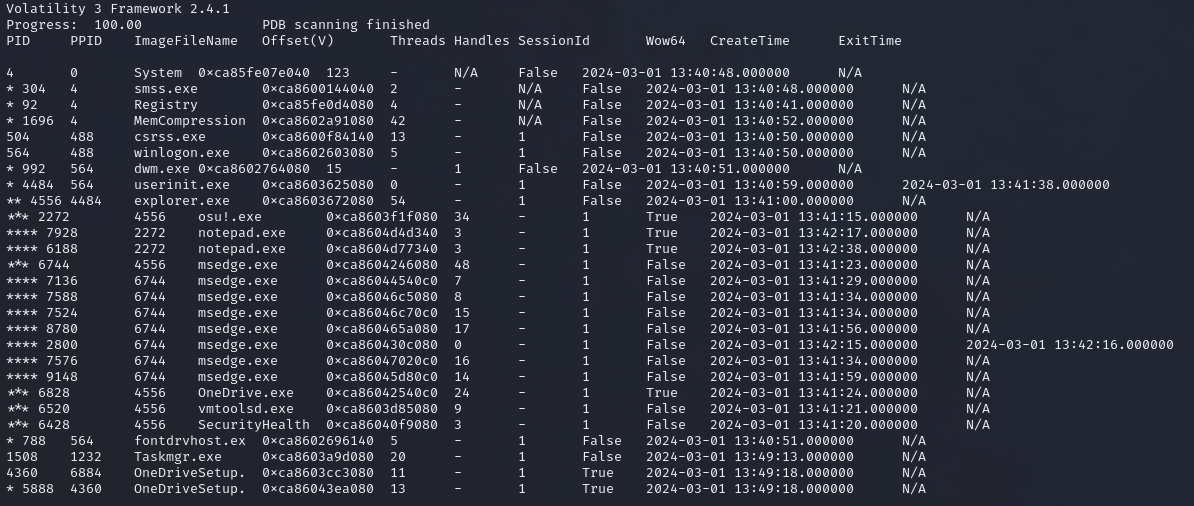 Volatility 3 Framework 2.4.1
Progress:  100.00               PDB scanning finished
PID     PPID    ImageFileName   Offset(V)       Threads Handles SessionId       Wow64   CreateTime      ExitTime

4       0       System  0×ca85fe07e040  123     -       N/A     False   2024-03-01 13:40:48.000000      N/A
* 304   4       smss.exe        0×ca8600144040  2       -       N/A     False   2024-03-01 13:40:48.000000      N/A
* 92    4       Registry        0×ca85fe0d4080  4       -       N/A     False   2024-03-01 13:40:41.000000      N/A
* 1696  4       MemCompression  0×ca8602a91080  42      -       N/A     False   2024-03-01 13:40:52.000000      N/A
504     488     csrss.exe       0×ca8600f84140  13      -       1       False   2024-03-01 13:40:50.000000      N/A
564     488     winlogon.exe    0×ca8602603080  5       -       1       False   2024-03-01 13:40:50.000000      N/A
* 992   564     dwm.exe 0×ca8602764080  15      -       1       False   2024-03-01 13:40:51.000000      N/A
* 4484  564     userinit.exe    0×ca8603625080  0       -       1       False   2024-03-01 13:40:59.000000      2024-03-01 13:41:38.000000
** 4556 4484    explorer.exe    0×ca8603672080  54      -       1       False   2024-03-01 13:41:00.000000      N/A
*** 2272        4556    osu!.exe        0×ca8603f1f080  34      -       1       True    2024-03-01 13:41:15.000000      N/A
**** 7928       2272    notepad.exe     0×ca8604d4d340  3       -       1       True    2024-03-01 13:42:17.000000      N/A
**** 6188       2272    notepad.exe     0×ca8604d77340  3       -       1       True    2024-03-01 13:42:38.000000      N/A
*** 6744        4556    msedge.exe      0×ca8604246080  48      -       1       False   2024-03-01 13:41:23.000000      N/A
**** 7136       6744    msedge.exe      0×ca86044540c0  7       -       1       False   2024-03-01 13:41:29.000000      N/A
**** 7588       6744    msedge.exe      0×ca86046c5080  8       -       1       False   2024-03-01 13:41:34.000000      N/A
**** 7524       6744    msedge.exe      0×ca86046c70c0  15      -       1       False   2024-03-01 13:41:34.000000      N/A
**** 8780       6744    msedge.exe      0×ca860465a080  17      -       1       False   2024-03-01 13:41:56.000000      N/A
**** 2800       6744    msedge.exe      0×ca860430c080  0       -       1       False   2024-03-01 13:42:15.000000      2024-03-01 13:42:16.000000
**** 7576       6744    msedge.exe      0×ca86047020c0  16      -       1       False   2024-03-01 13:41:34.000000      N/A
**** 9148       6744    msedge.exe      0×ca86045d80c0  14      -       1       False   2024-03-01 13:41:59.000000      N/A
*** 6828        4556    OneDrive.exe    0×ca86042540c0  24      -       1       True    2024-03-01 13:41:24.000000      N/A
*** 6520        4556    vmtoolsd.exe    0×ca8603d85080  9       -       1       False   2024-03-01 13:41:21.000000      N/A
*** 6428        4556    SecurityHealth  0×ca86040f9080  3       -       1       False   2024-03-01 13:41:20.000000      N/A
* 788   564     fontdrvhost.ex  0×ca8602696140  5       -       1       False   2024-03-01 13:40:51.000000      N/A
1508    1232    Taskmgr.exe     0×ca8603a9d080  20      -       1       False   2024-03-01 13:49:13.000000      N/A
4360    6884    OneDriveSetup.  0×ca8603cc3080  11      -       1       True    2024-03-01 13:49:18.000000      N/A
* 5888  4360    OneDriveSetup.  0×ca86043ea080  13      -       1       True    2024-03-01 13:49:18.000000      N/A